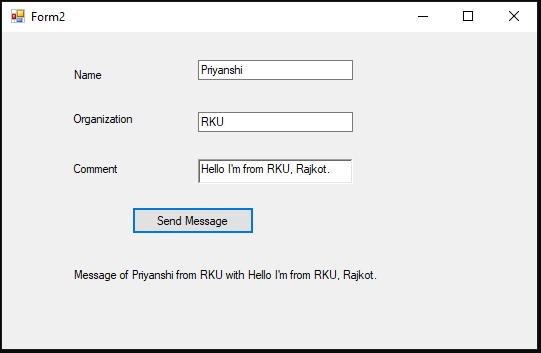 Form2
Name Priyanshi
Organization RKU
Comment Hello I'm from RKU, Rajkot.
Send Message
Message of Priyanshi from RKU with Hello I'm from RKU, Rajkot.